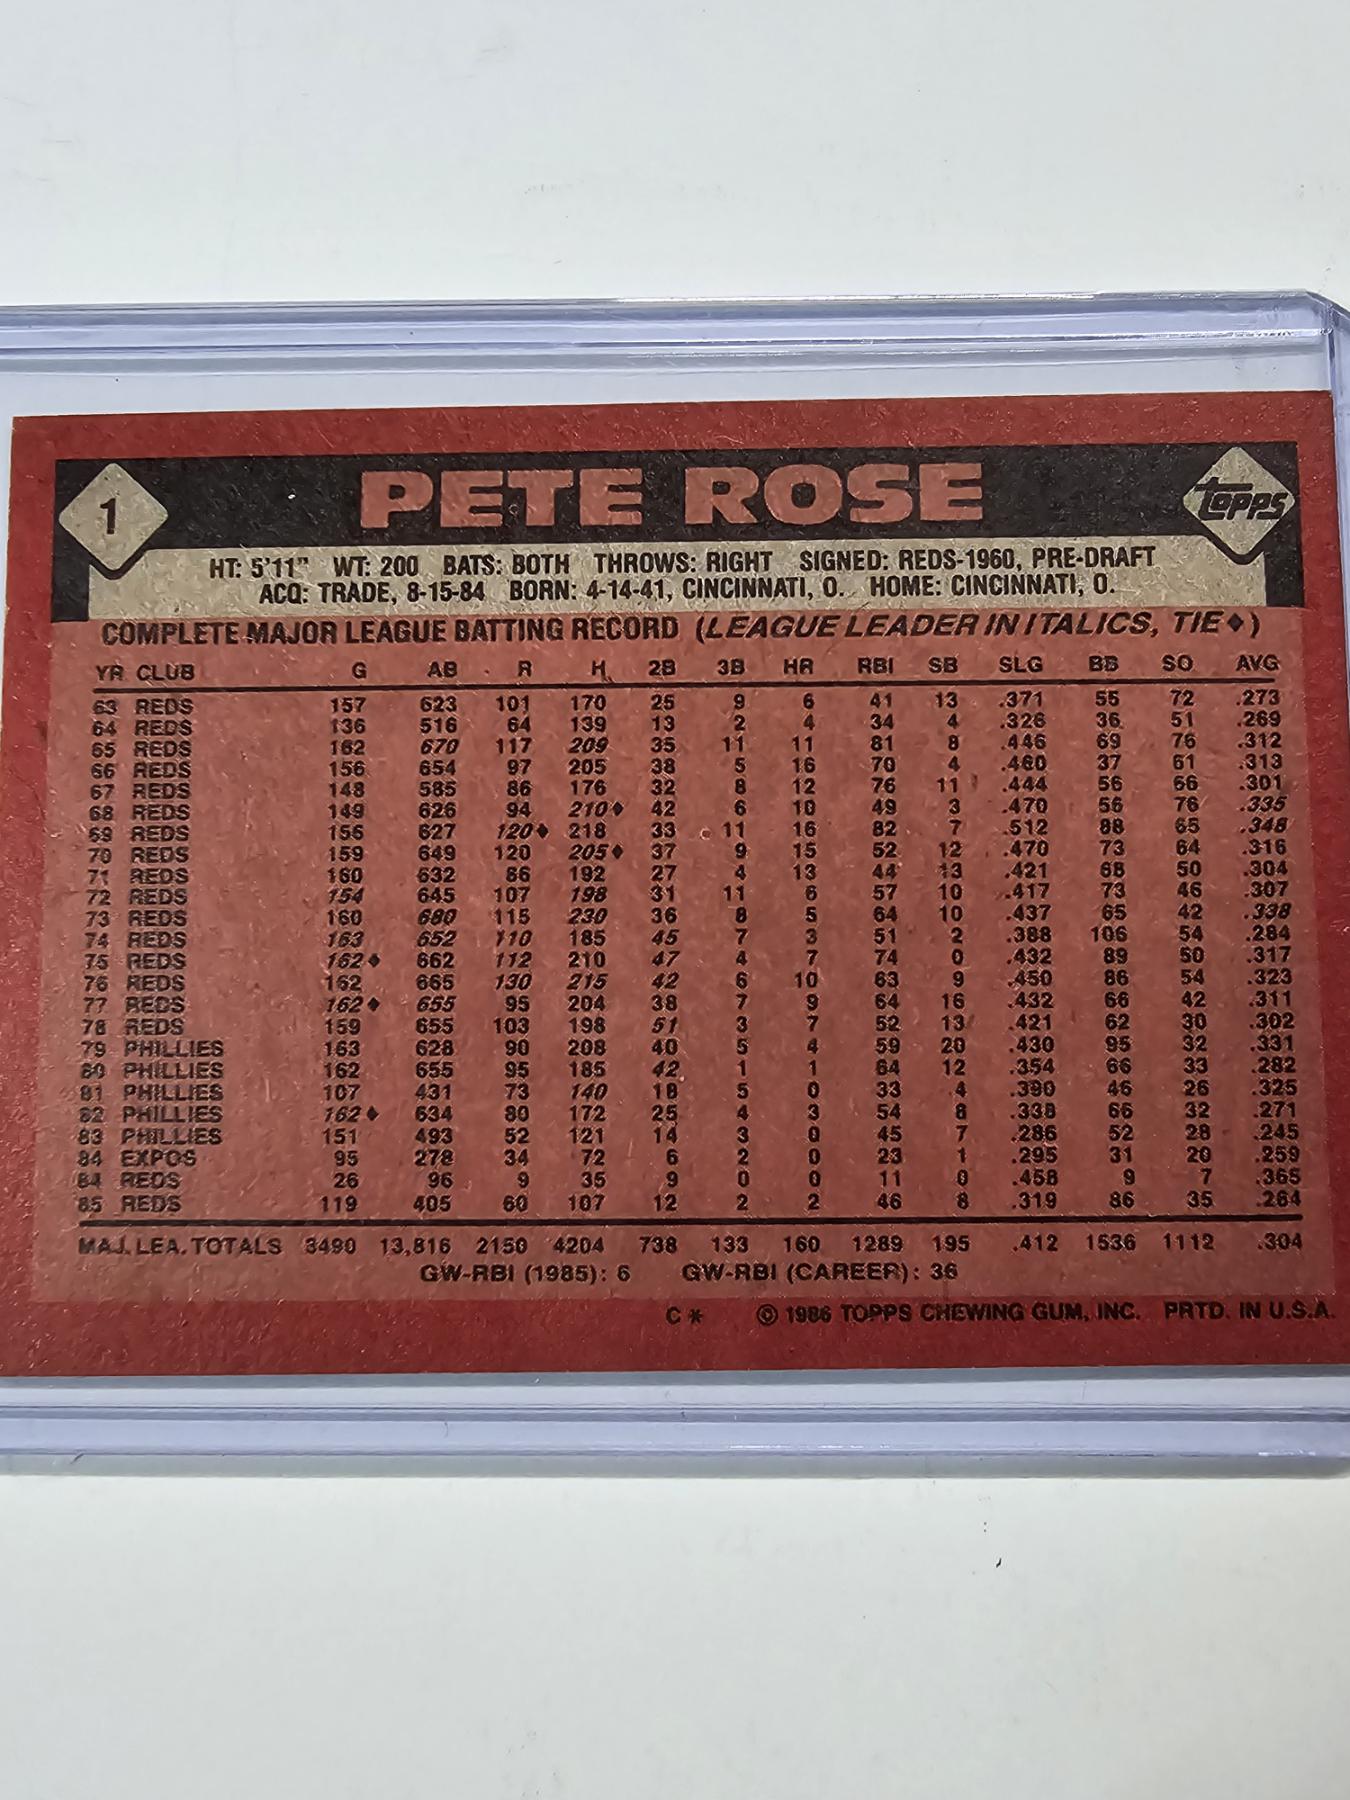 1 PETE ROSE Topps
HT: 5'11" WT: 200 BATS: BOTH THROWS: RIGHT SIGNED: REDS-1960, PRE-DRAFT
ACQ: TRADE, 8-15-84 BORN: 4-14-41, CINCINNATI, O. HOME: CINCINNATI, O.
COMPLETE MAJOR LEAGUE BATTING RECORD (LEAGUE LEADER IN ITALICS, TIE♦)
YR CLUB G AB R H 2B 3B HR RBI SB SLG BB SO AVG
63 REDS 157 623 101 170 25 9 6 41 13 .371 55 72 .273
64 REDS 136 516 64 139 13 2 4 34 4 .326 36 51 .269
65 REDS 162 670 117 209 35 11 11 81 8 .446 69 76 .312
66 REDS 156 654 97 205 38 5 16 70 4 .460 37 61 .313
67 REDS 148 585 86 176 32 8 12 76 11 .444 56 66 .301
68 REDS 149 626 94 210♦ 42 6 10 49 3 .470 56 76 .335
69 REDS 156 627 120♦ 218 33 11 16 82 7 .512 88 65 .348
70 REDS 159 649 120 205♦ 37 9 15 52 12 .470 73 64 .316
71 REDS 160 632 86 192 27 4 13 44 13 .421 68 50 .304
72 REDS 154 645 107 198 31 11 6 57 10 .417 73 46 .307
73 REDS 160 680 115 230 36 8 5 64 10 .437 65 42 .338
74 REDS 163 652 110 185 45 7 3 51 2 .388 106 54 .284
75 REDS 162♦ 662 112 210 47 4 7 74 0 .432 89 50 .317
76 REDS 162 665 130 215 42 6 10 63 9 .450 86 54 .323
77 REDS 162♦ 655 95 204 38 7 9 64 16 .432 66 42 .311
78 REDS 159 655 103 198 51 3 7 52 13 .421 62 30 .302
79 PHILLIES 163 628 90 208 40 5 4 59 20 .430 95 32 .331
80 PHILLIES 162 655 95 185 42 1 1 64 12 .354 66 33 .282
81 PHILLIES 107 431 73 140 18 5 0 33 4 .390 46 26 .325
82 PHILLIES 162♦ 634 80 172 25 4 3 54 8 .338 66 32 .271
83 PHILLIES 151 493 52 121 14 3 0 45 7 .286 52 28 .245
84 EXPOS 95 278 34 72 6 2 0 23 1 .295 31 20 .259
84 REDS 26 96 9 35 9 0 0 11 0 .458 9 7 .365
85 REDS 119 405 60 107 12 2 2 46 8 .319 86 35 .264
MAJ. LEA. TOTALS 3490 13,816 2150 4204 738 133 160 1289 195 .412 1536 1112 .304
GW-RBI (1985): 6 GW-RBI (CAREER): 36
C* © 1986 TOPPS CHEWING GUM, INC. PRTD. IN U.S.A.